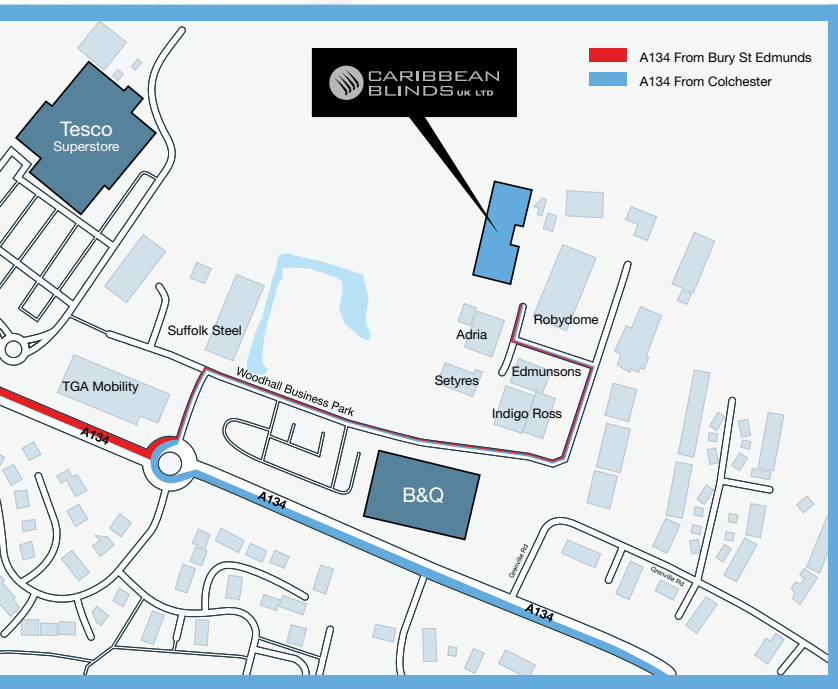 CARIBBEAN
BLINDS UK LTD
A134 From Bury St Edmunds
A134 From Colchester
Tesco
Superstore
Suffolk Steel
TGA Mobility
Woodhall Business Park
Adria
Robydome
Setyres
Edmunsons
Indigo Ross
A134
B&Q
A134
A134
Grenville Rd
Grenville Rd